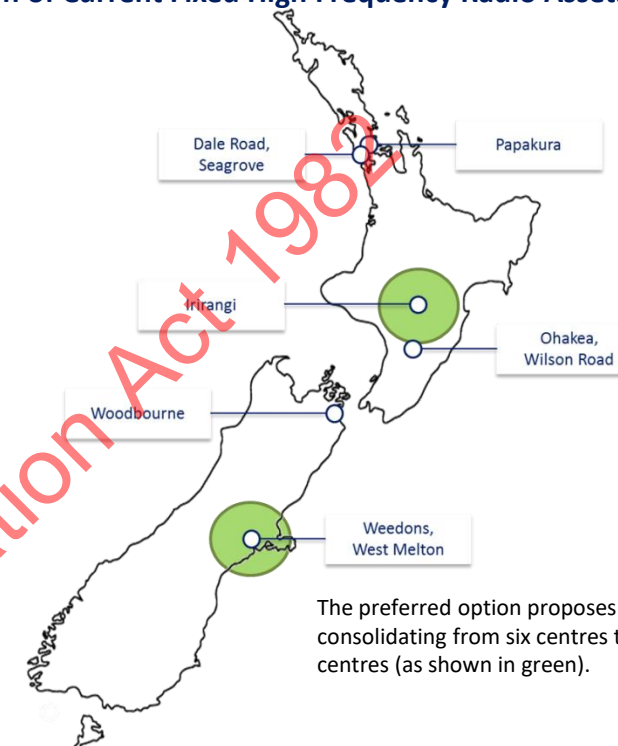 of Current Fixed High Frequency Radio Assets
Dale Road,
Seagrove
Papakura
Irirangi
Ohakea,
Wilson Road
Woodbourne
Weedons,
West Melton
The preferred option proposes
consolidating from six centres
centres (as shown in green).
ation Act 1982